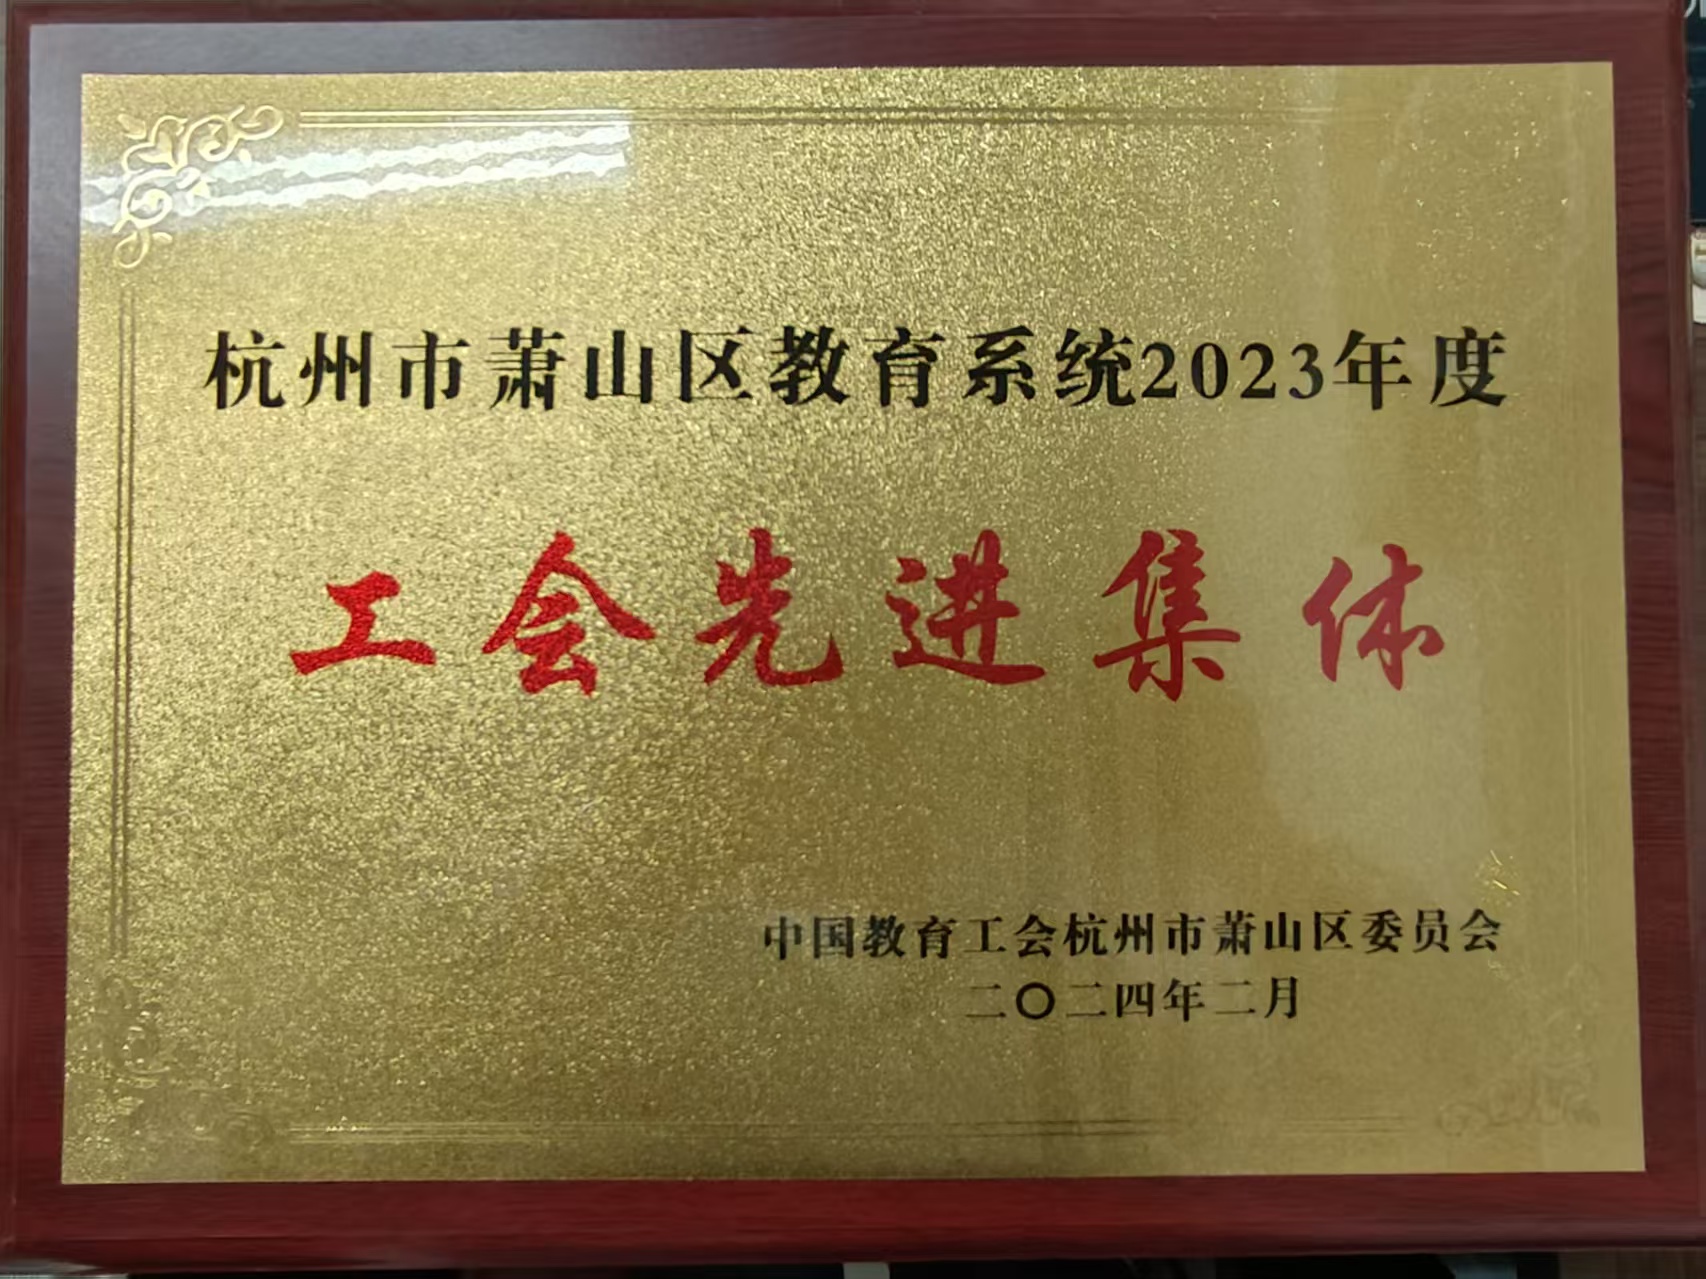 杭州市萧山区教育系统2023年度
工会先进集体
中国教育工会杭州市萧山区委员会
二〇二四年二月